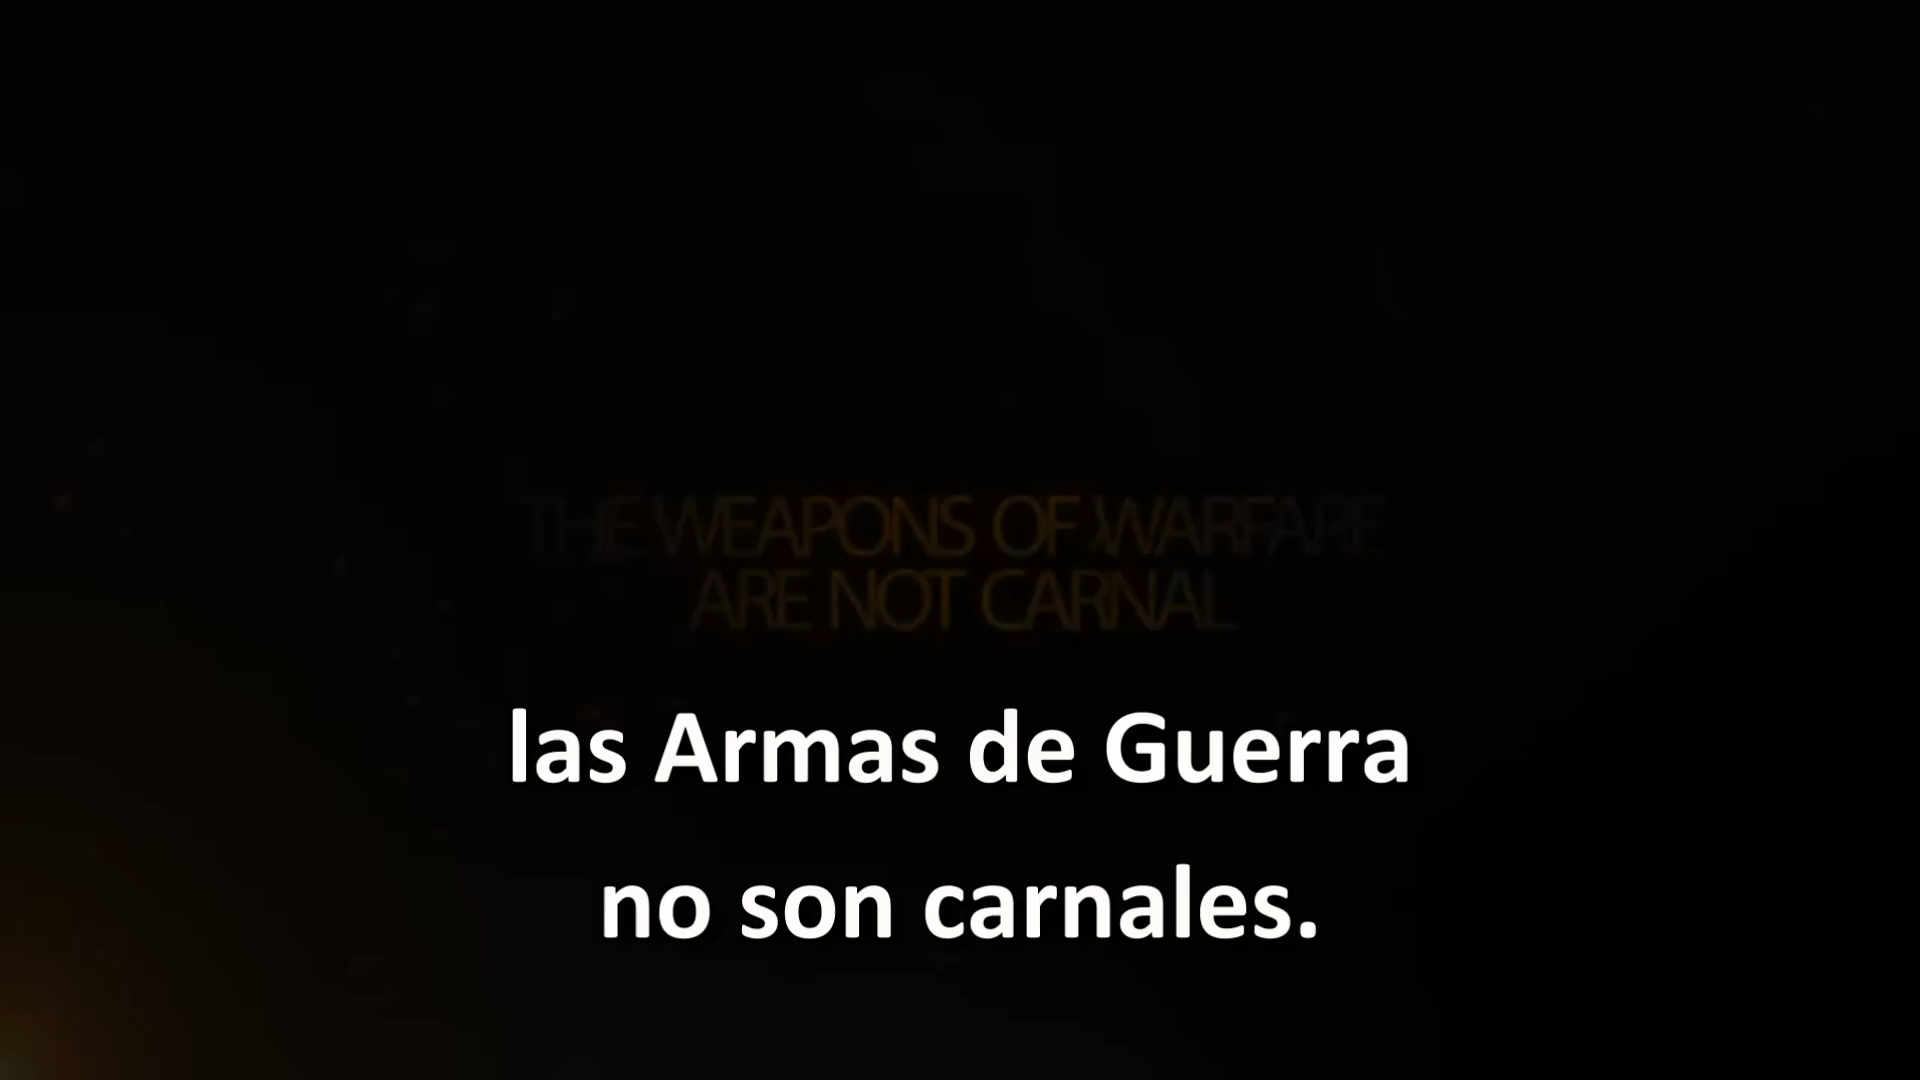 THE WEAPONS OF WARFARE
ARE NOT CARNAL
las Armas de Guerra
no son carnales.